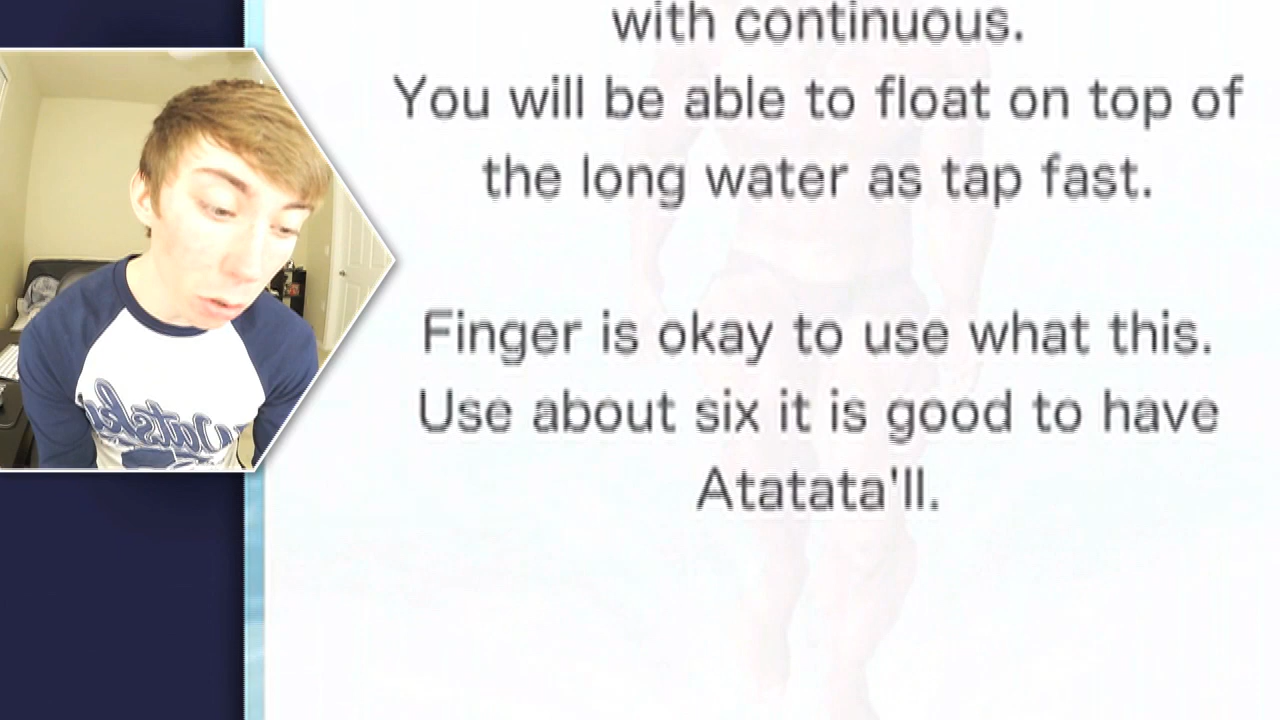 with continuous.
You will be able to float on top of
the long water as tap fast.
Finger is okay to use what this.
Use about six it is good to have
Atatata'll.